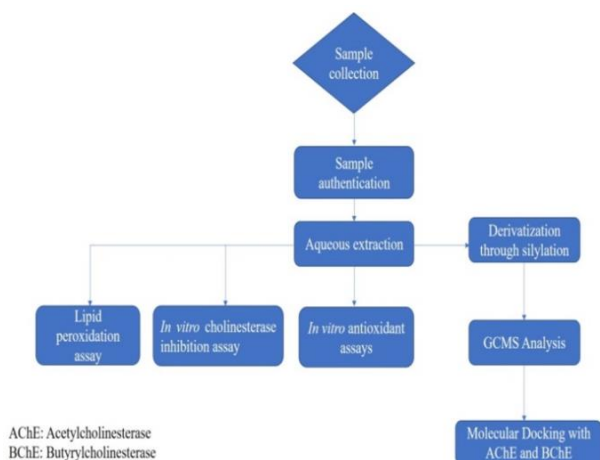 Sample
collection
Sample
authentication
Aqueous extraction
Derivatization
through silylation
Lipid
peroxidation
assay
In vitro cholinesterase
inhibition assay
In vitro antioxidant
assays
GCMS Analysis
Molecular Docking with
AChE and BChE
AChE: Acetylcholinesterase
BChE: Butyrylcholinesterase